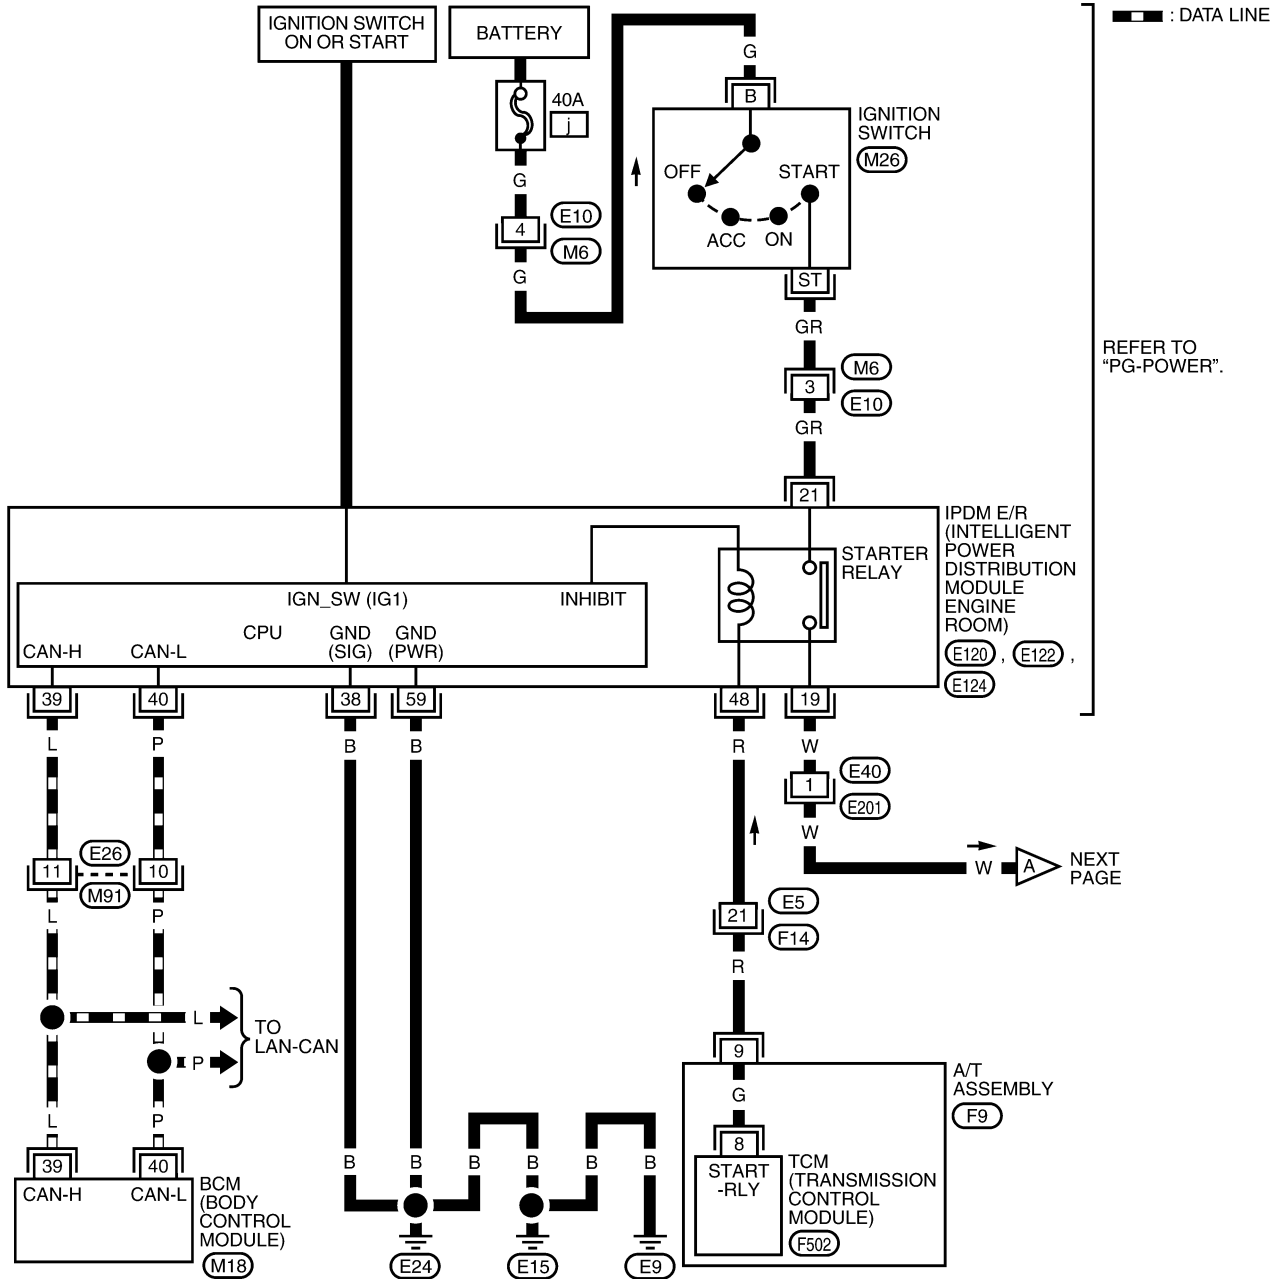 IGNITION SWITCH
ON OR START
BATTERY
: DATA LINE
40A
j
G
B
IGNITION
SWITCH
M26
OFF
START
ACC
ON
G
4
E10
M6
G
ST
GR
3
M6
E10
GR
REFER TO
“PG-POWER”.
21
IPDM E/R
(INTELLIGENT
POWER
DISTRIBUTION
MODULE
ENGINE
ROOM)
E120 , E122 ,
E124
STARTER
RELAY
IGN_SW (IG1)
INHIBIT
CPU
CAN-H
CAN-L
GND
(SIG)
GND
(PWR)
39
40
38
59
48
19
L
P
B
B
R
W
1
E40
E201
W
W
A
NEXT
PAGE
11
E26
M91
10
L
P
21
E5
F14
R
L
P
TO
LAN-CAN
9
A/T
ASSEMBLY
F9
G
8
START
-RLY
TCM
(TRANSMISSION
CONTROL
MODULE)
F502
L
P
39
40
CAN-H
CAN-L
BCM
(BODY
CONTROL
MODULE)
M18
B
B
B
B
B
B
E24
E15
E9